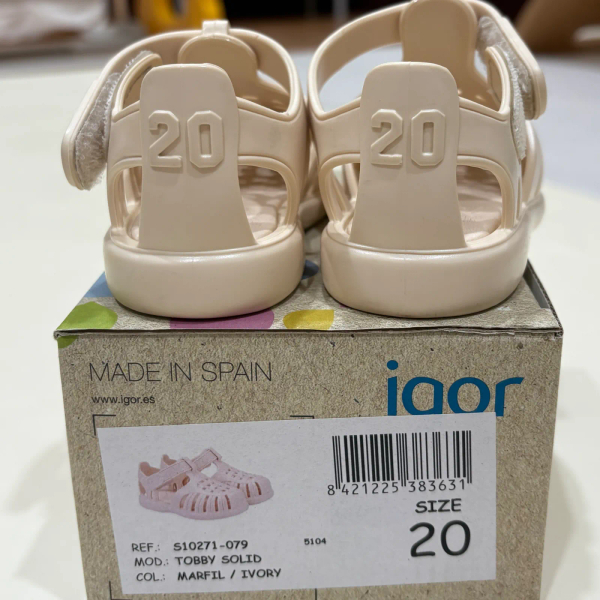 20 20
MADE IN SPAIN
www.igor.es
igor
8 421225 383631
SIZE
20
REF.: S10271-079 5104
MOD.: TOBBY SOLID
COL.: MARFIL / IVORY